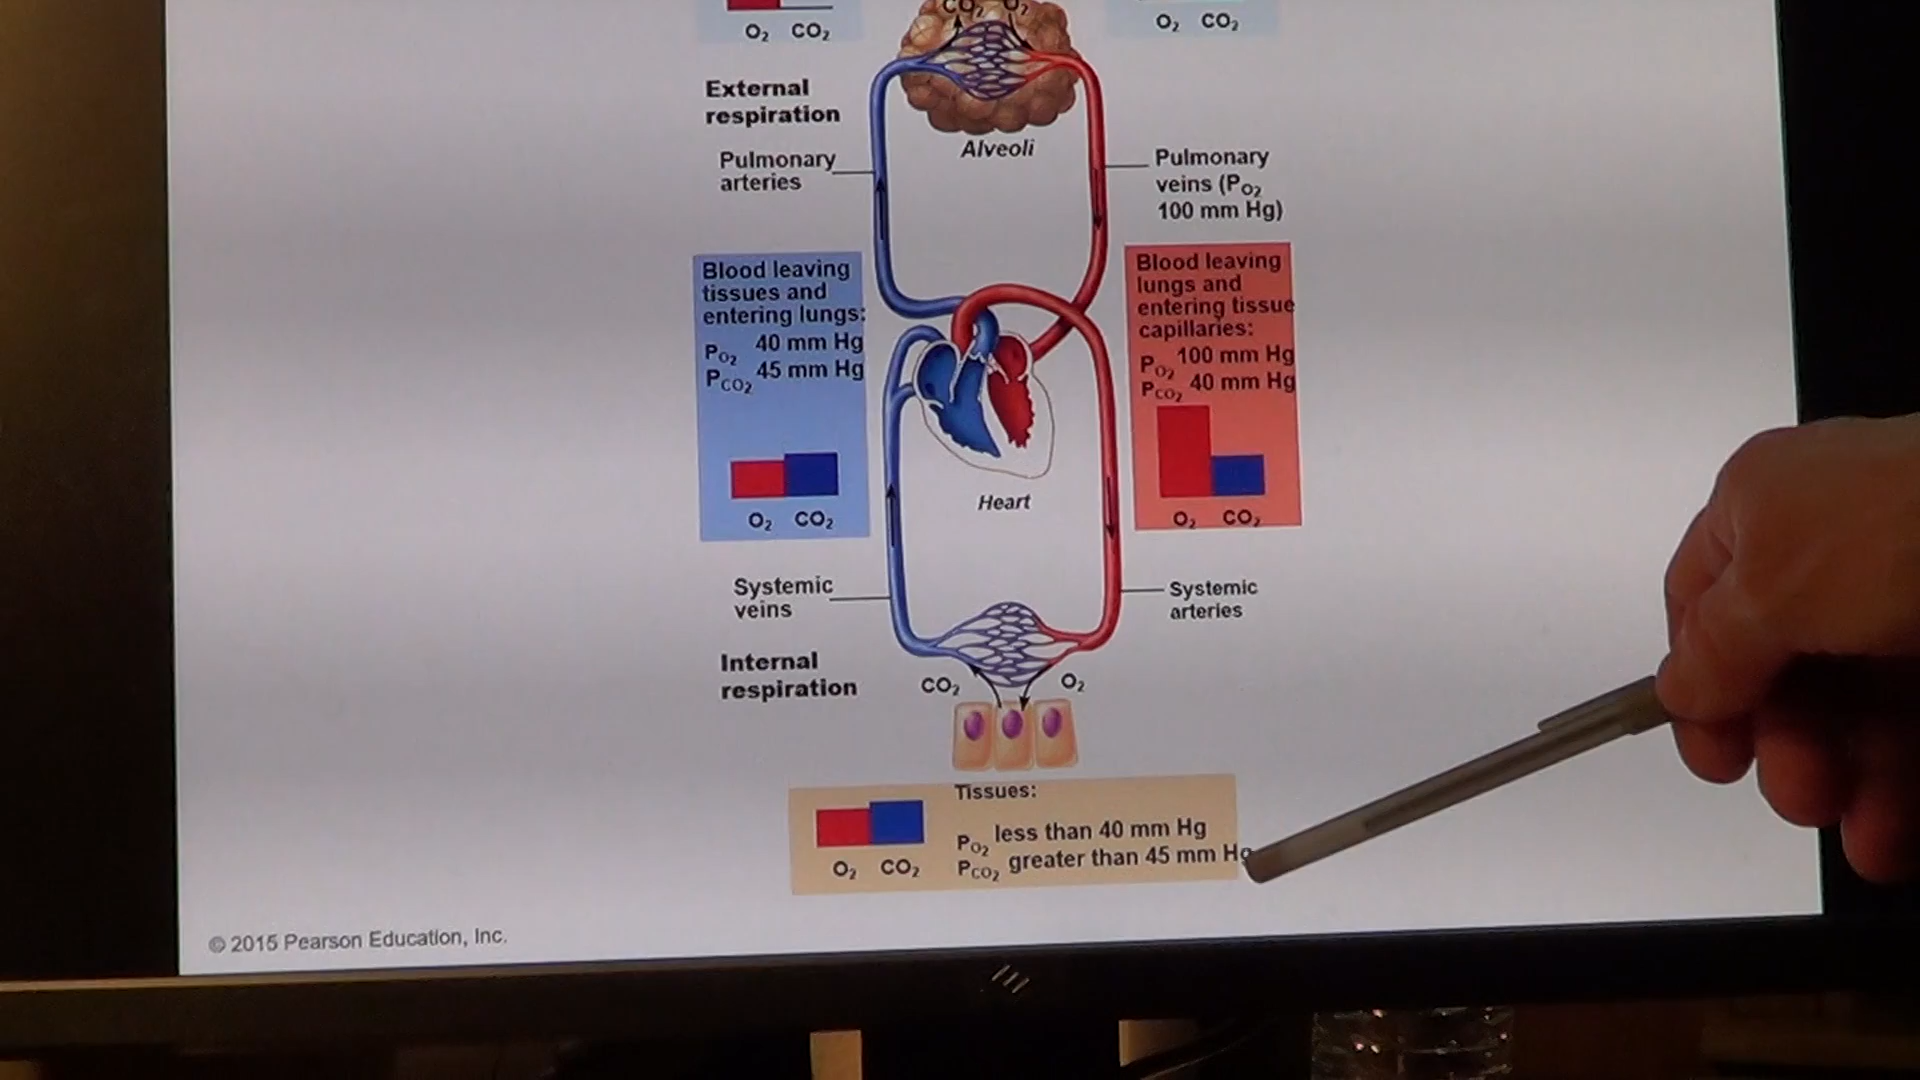 CO₂ O₂
O₂ CO₂
O₂ CO₂
External
respiration
Alveoli
Pulmonary
arteries
Pulmonary
veins (PO₂
100 mm Hg)
Blood leaving
tissues and
entering lungs:
PO₂ 40 mm Hg
PCO₂ 45 mm Hg
O₂ CO₂
Blood leaving
lungs and
entering tissue
capillaries:
PO₂ 100 mm Hg
PCO₂ 40 mm Hg
O₂ CO₂
Heart
Systemic
veins
Systemic
arteries
Internal
respiration
CO₂ O₂
Tissues:
PO₂ less than 40 mm Hg
PCO₂ greater than 45 mm Hg
O₂ CO₂
© 2015 Pearson Education, Inc.